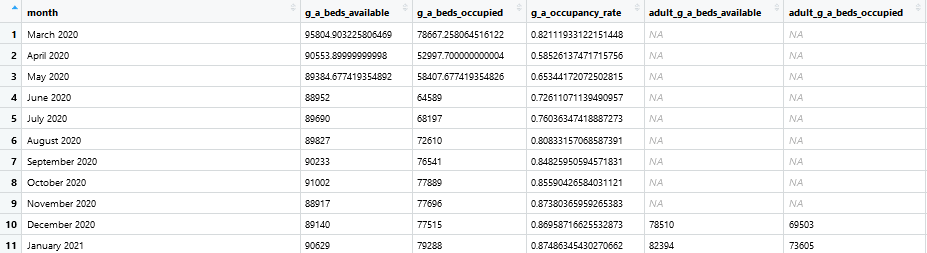 month g_a_beds_available g_a_beds_occupied g_a_occupancy_rate adult_g_a_beds_available adult_g_a_beds_occupied
1 March 2020 95804.903225806469 78667.258064516122 0.82111933122151448 NA NA
2 April 2020 90553.89999999998 52997.700000000004 0.58526137471715756 NA NA
3 May 2020 89384.677419354892 58407.677419354826 0.65344172072502815 NA NA
4 June 2020 88952 64589 0.72611071139490957 NA NA
5 July 2020 89690 68197 0.76036347418887273 NA NA
6 August 2020 89827 72610 0.80833157068587391 NA NA
7 September 2020 90233 76541 0.84825950594571831 NA NA
8 October 2020 91002 77889 0.85590426584031121 NA NA
9 November 2020 88917 77696 0.87380365959265383 NA NA
10 December 2020 89140 77515 0.86958716625532873 78510 69503
11 January 2021 90629 79288 0.87486345430270662 82394 73605